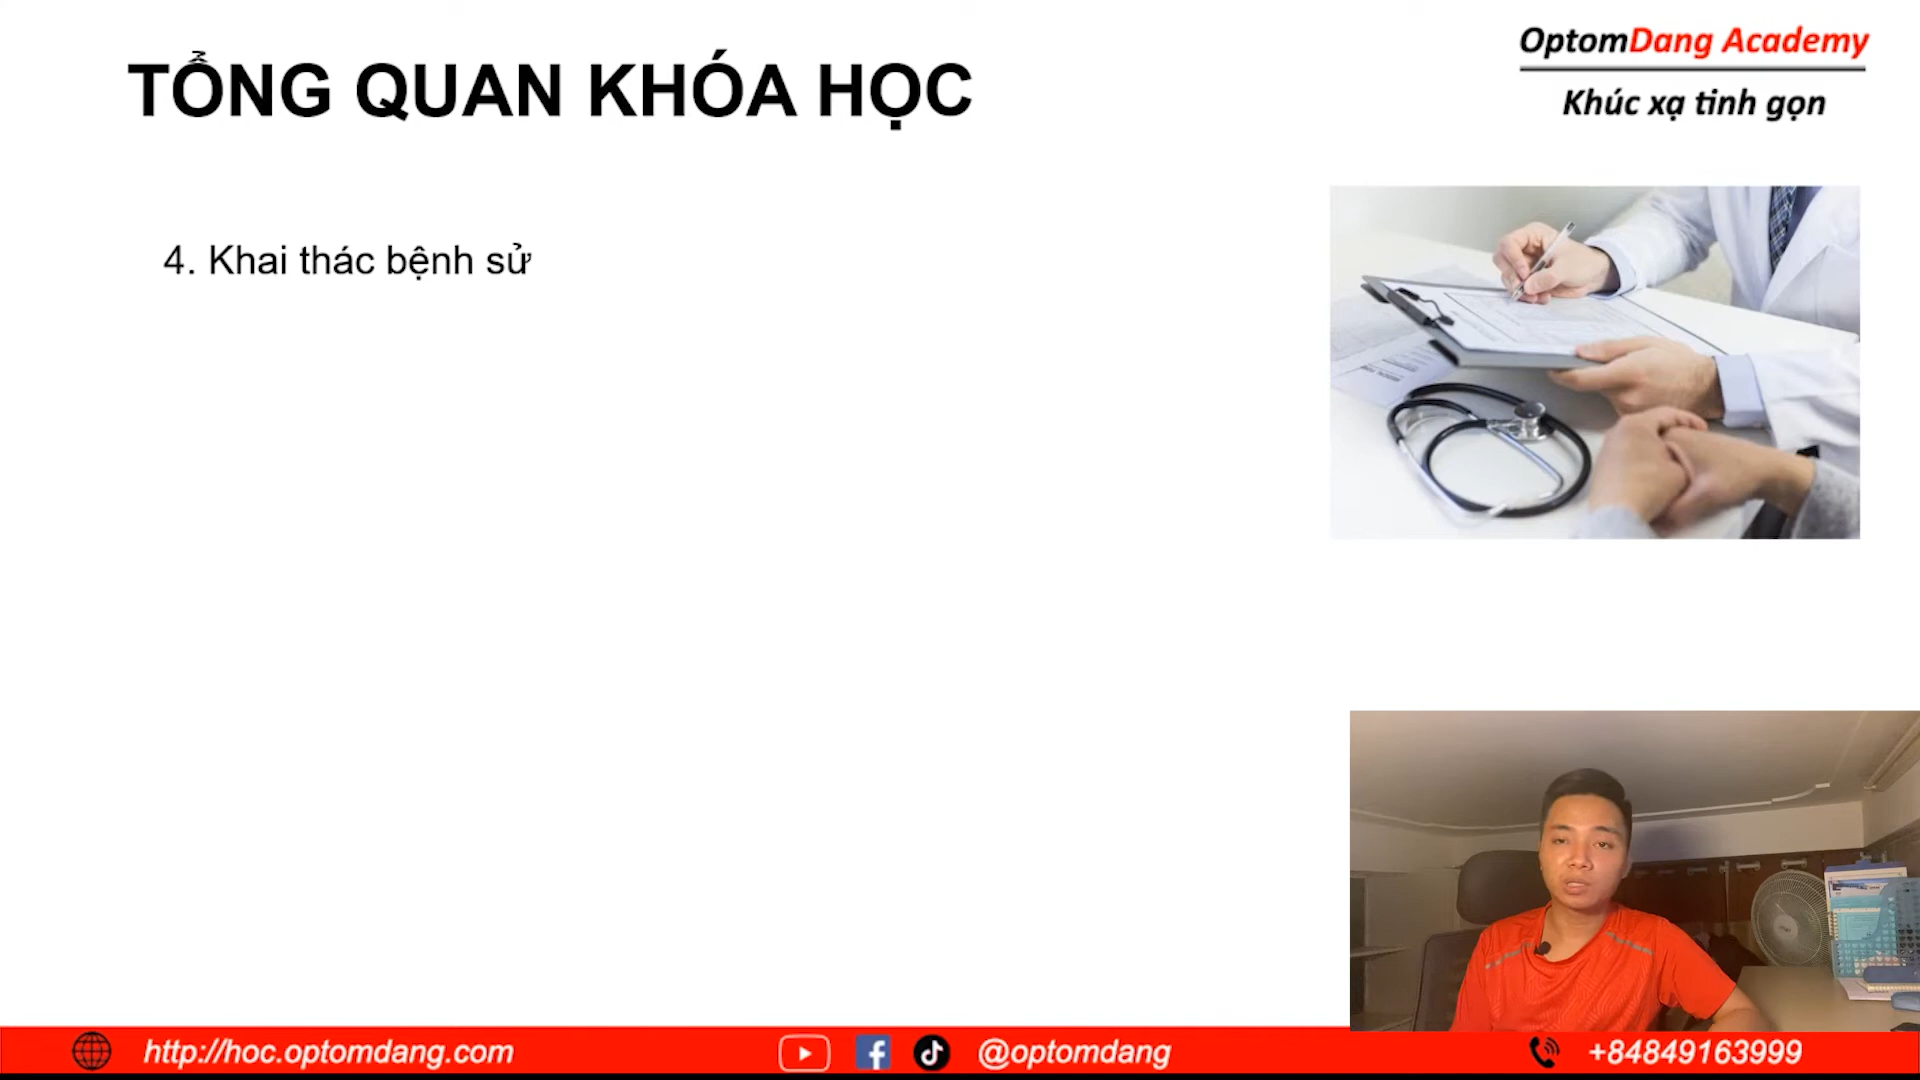 TỔNG QUAN KHÓA HỌC
OptomDang Academy
Khúc xạ tinh gọn
4. Khai thác bệnh sử
http://hoc.optomdang.com
@optomdang
+84849163999